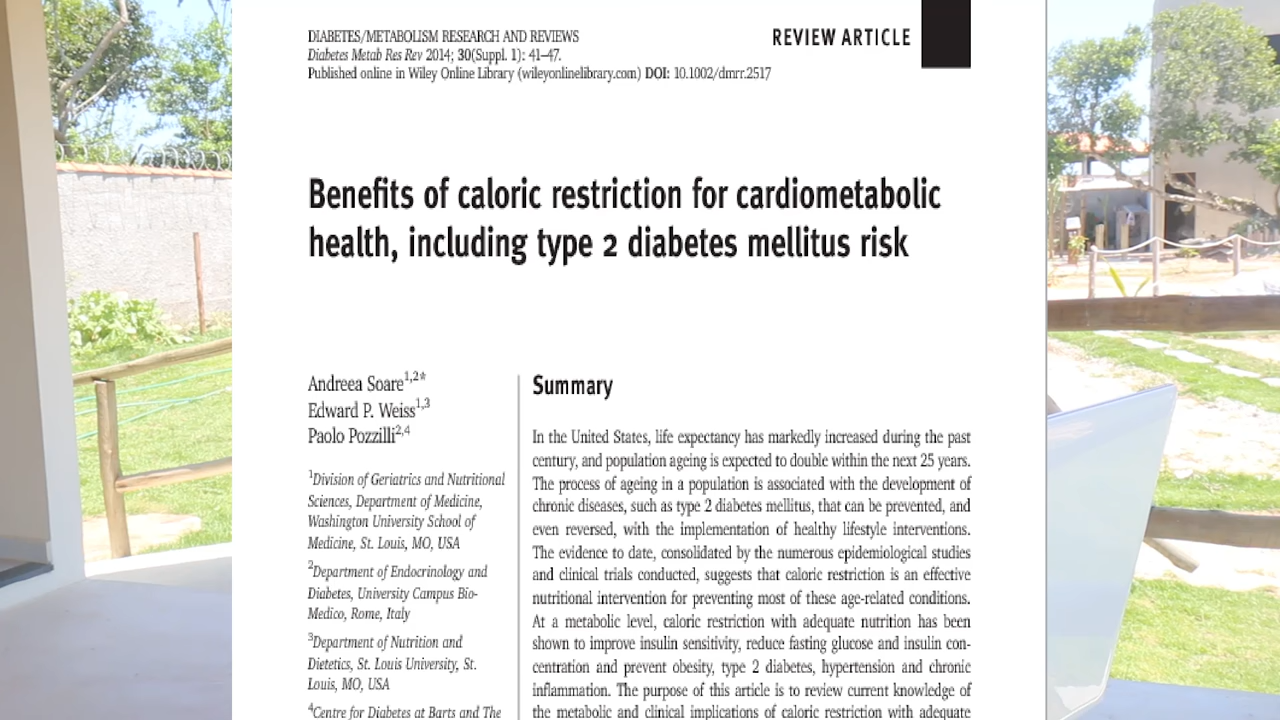 DIABETES/METABOLISM RESEARCH AND REVIEWS
Diabetes Metab Res Rev 2014; 30(Suppl. 1): 41–47.
Published online in Wiley Online Library (wileyonlinelibrary.com) DOI: 10.1002/dmrr.2517
REVIEW ARTICLE
Benefits of caloric restriction for cardiometabolic
health, including type 2 diabetes mellitus risk
Andreea Soare1,2*
Edward P. Weiss1,3
Paolo Pozzilli2,4
1Division of Geriatrics and Nutritional
Sciences, Department of Medicine,
Washington University School of
Medicine, St. Louis, MO, USA
2Department of Endocrinology and
Diabetes, University Campus Bio-
Medico, Rome, Italy
3Department of Nutrition and
Dietetics, St. Louis University, St.
Louis, MO, USA
4Centre for Diabetes at Barts and The
Summary
In the United States, life expectancy has markedly increased during the past
century, and population ageing is expected to double within the next 25 years.
The process of ageing in a population is associated with the development of
chronic diseases, such as type 2 diabetes mellitus, that can be prevented, and
even reversed, with the implementation of healthy lifestyle interventions.
The evidence to date, consolidated by the numerous epidemiological studies
and clinical trials conducted, suggests that caloric restriction is an effective
nutritional intervention for preventing most of these age-related conditions.
At a metabolic level, caloric restriction with adequate nutrition has been
shown to improve insulin sensitivity, reduce fasting glucose and insulin con-
centration and prevent obesity, type 2 diabetes, hypertension and chronic
inflammation. The purpose of this article is to review current knowledge of
the metabolic and clinical implications of caloric restriction with adequate